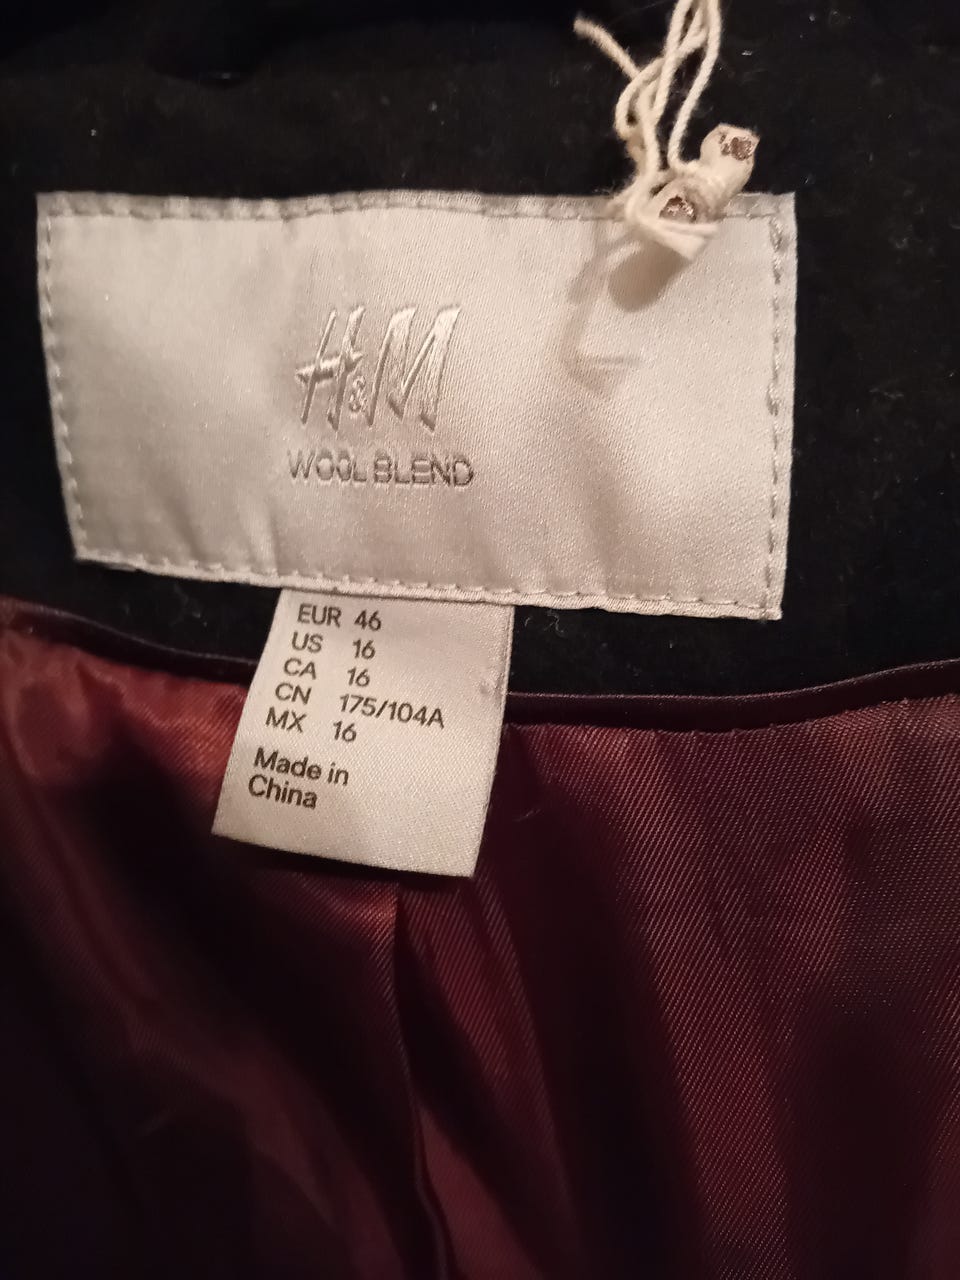 H&M
WOOL BLEND
EUR 46
US 16
CA 16
CN 175/104A
MX 16
Made in
China